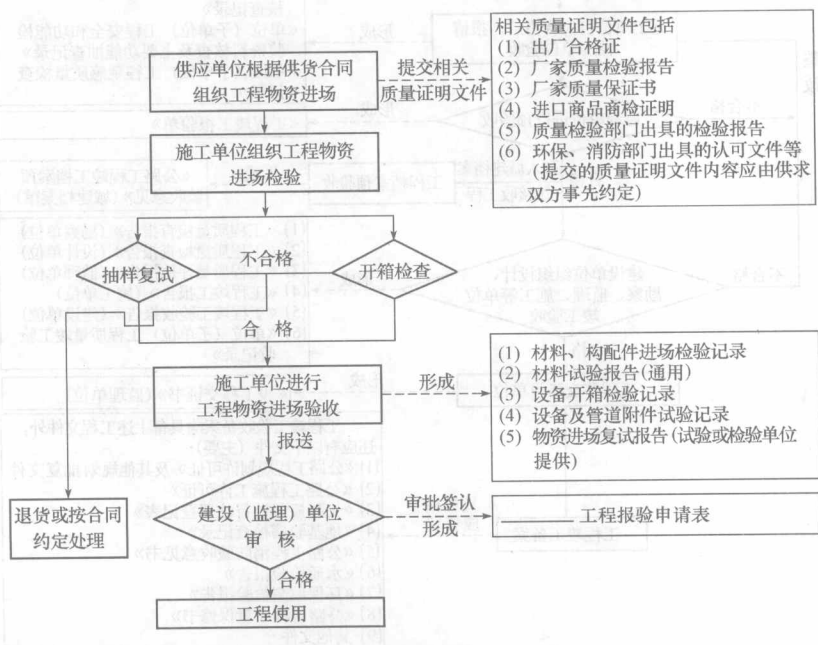 供应单位根据供货合同
组织工程物资进场
提交相关
质量证明文件
相关质量证明文件包括
(1) 出厂合格证
(2) 厂家质量检验报告
(3) 厂家质量保证书
(4) 进口商品商检证明
(5) 质量检验部门出具的检验报告
(6) 环保、消防部门出具的认可文件等
(提交的质量证明文件内容应由供求
双方事先约定)
施工单位组织工程物资
进场检验
抽样复试
不合格
开箱检查
合 格
施工单位进行
工程物资进场验收
形成
(1) 材料、构配件进场检验记录
(2) 材料试验报告(通用)
(3) 设备开箱检验记录
(4) 设备及管道附件试验记录
(5) 物资进场复试报告(试验或检验单位
提供)
报送
退货或按合同
约定处理
建设（监理）单位
审 核
审批签认
形成
工程报验申请表
合格
工程使用